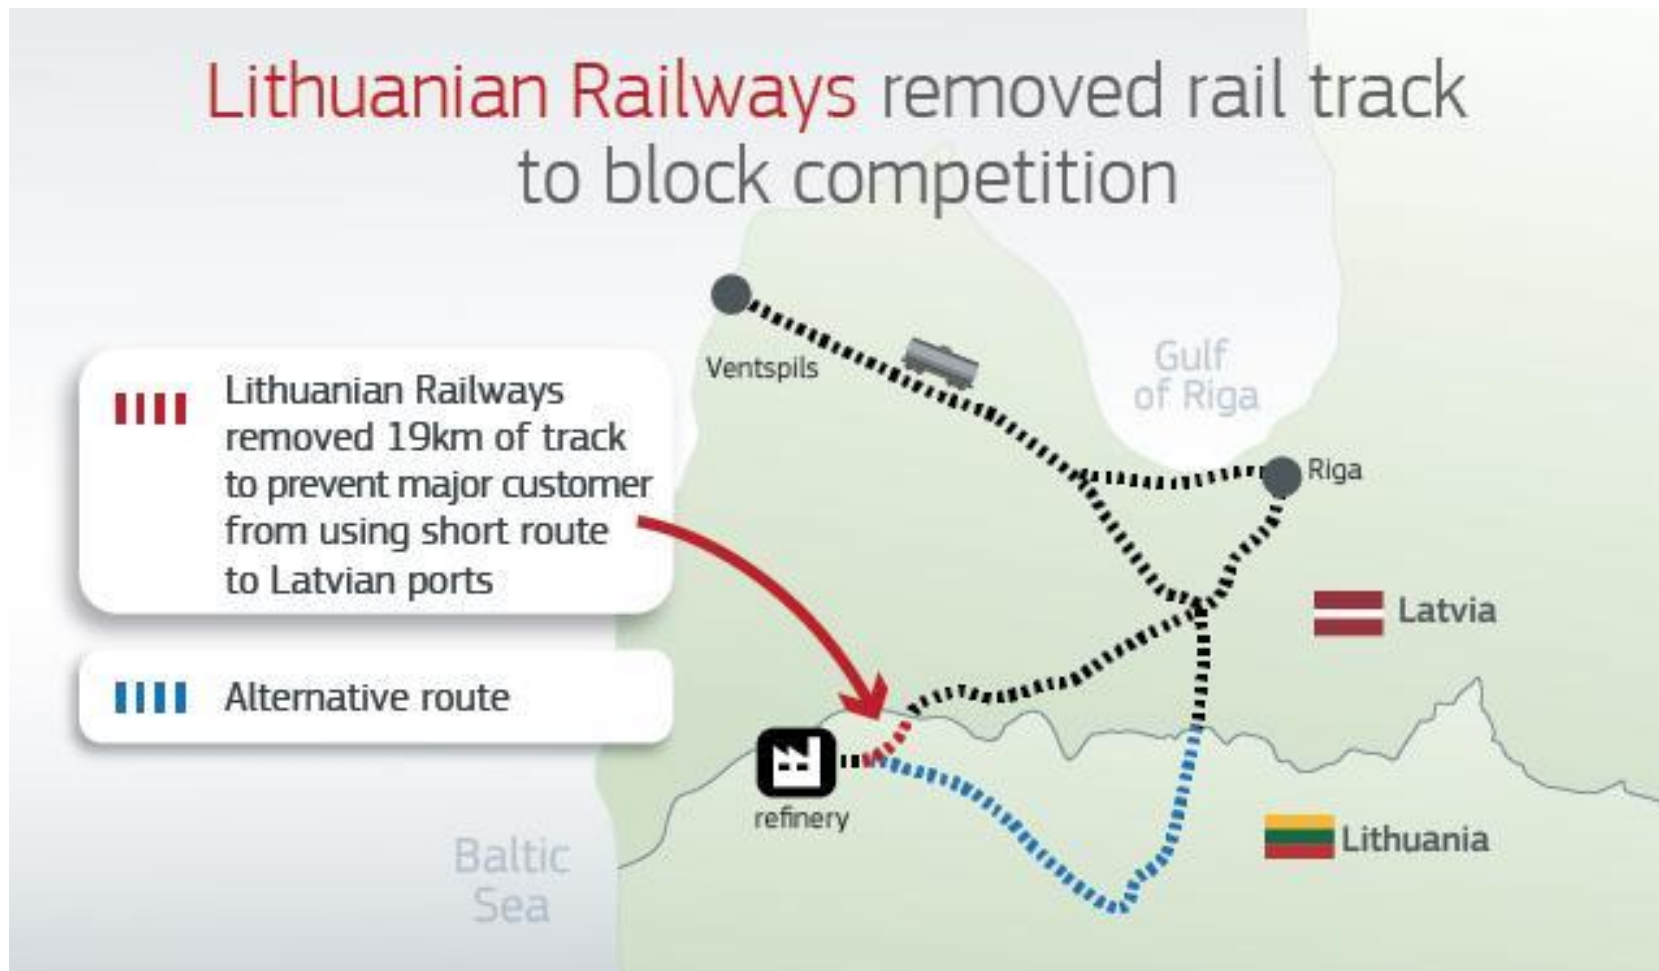 Lithuanian Railways removed rail track
to block competition
Ventspils
Gulf
of Riga
Riga
Lithuanian Railways
removed 19km of track
to prevent major customer
from using short route
to Latvian ports
Latvia
Alternative route
refinery
Lithuania
Baltic
Sea